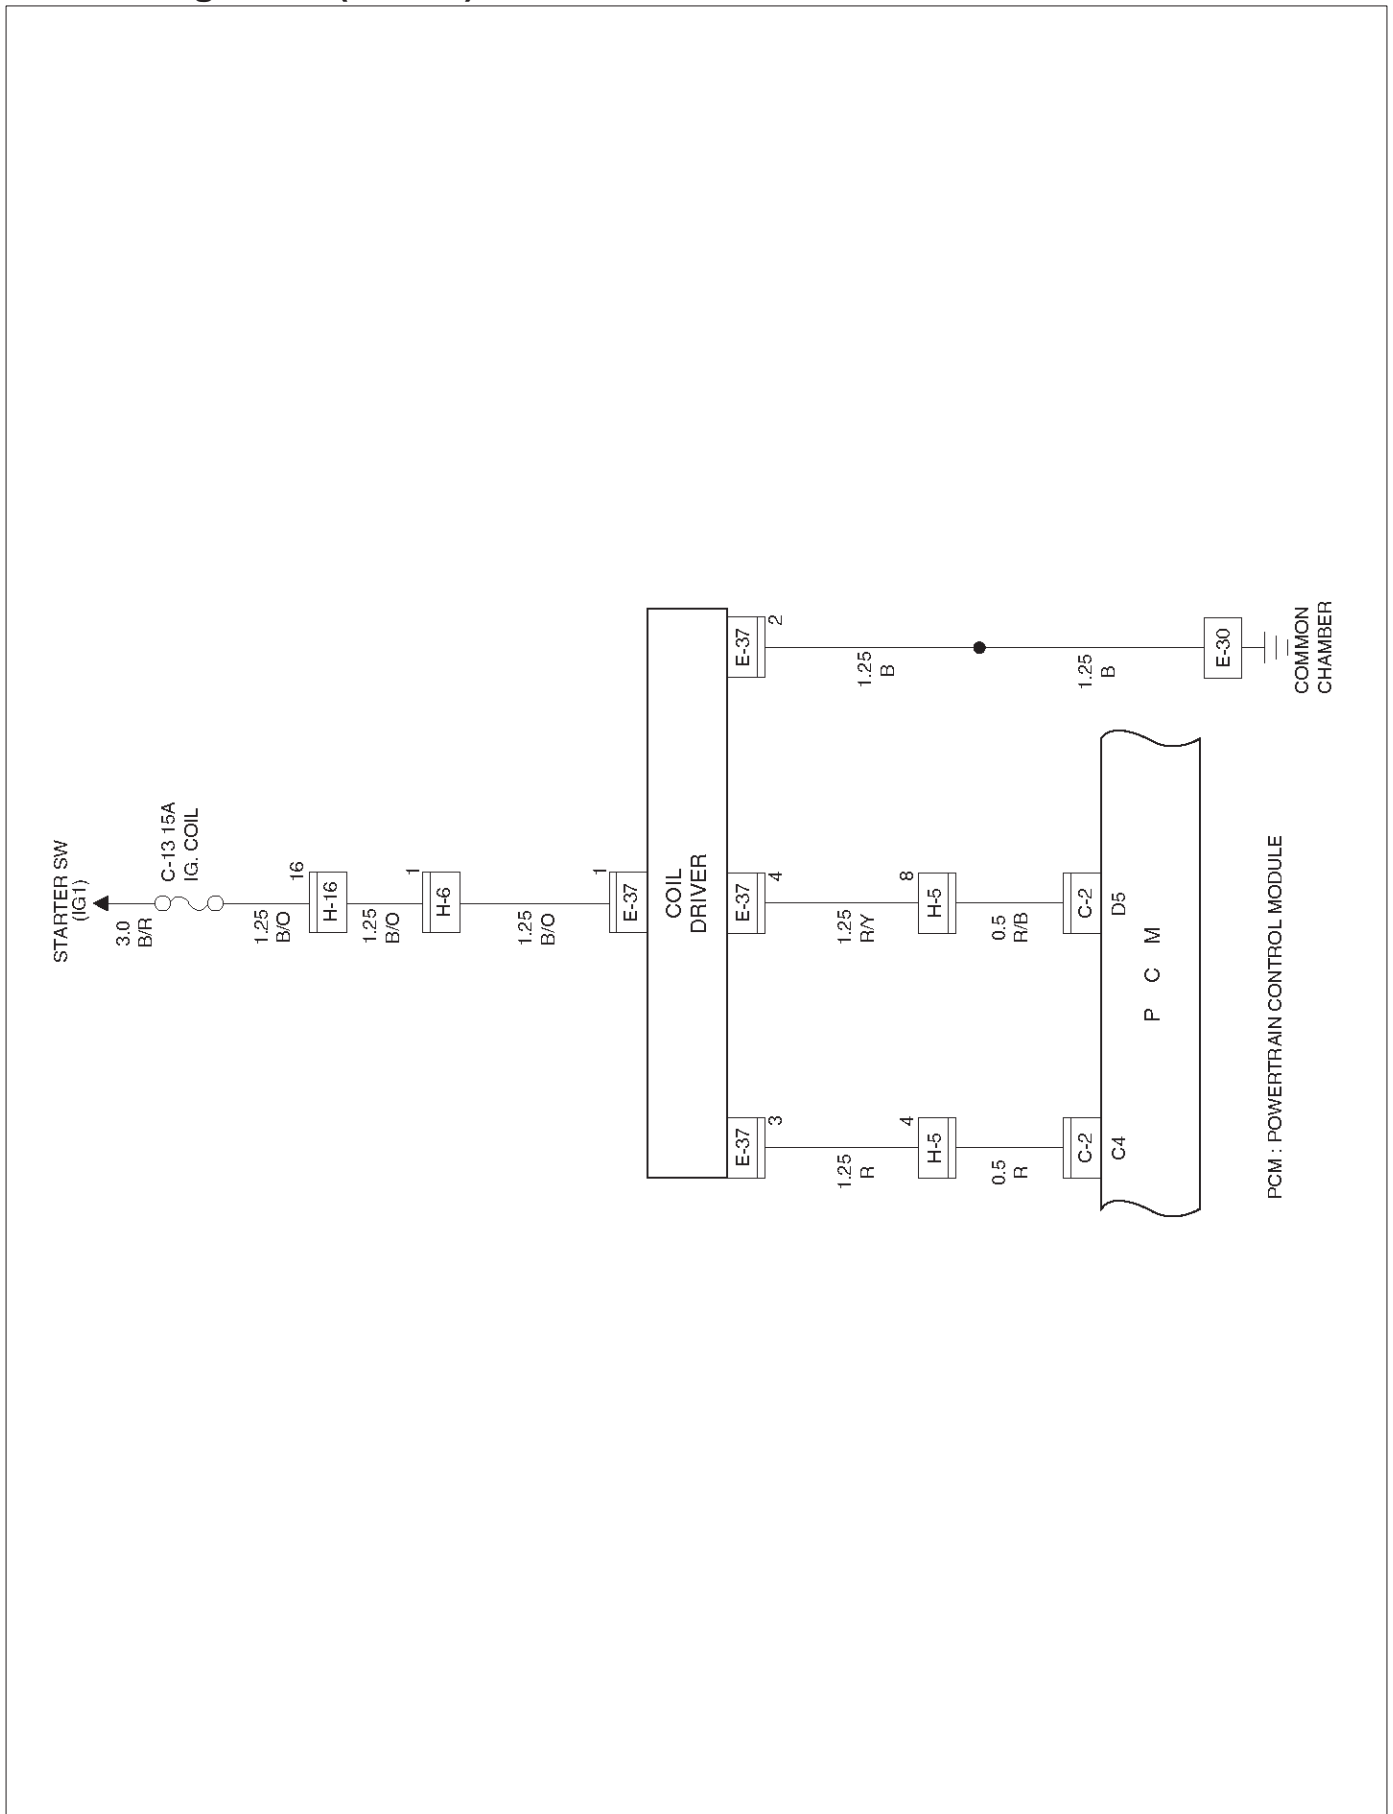 STARTER SW
(IG1)
3.0
B/R
C-13 15A
IG. COIL
1.25
B/O
16
H-16
1.25
B/O
1
H-6
1.25
B/O
1
E-37
COIL
DRIVER
E-37
3
E-37
4
E-37
2
1.25
R
1.25
R/Y
1.25
B
4
H-5
8
H-5
0.5
R
0.5
R/B
1.25
B
C-2
C4
C-2
D5
P C M
E-30
COMMON
CHAMBER
PCM : POWERTRAIN CONTROL MODULE